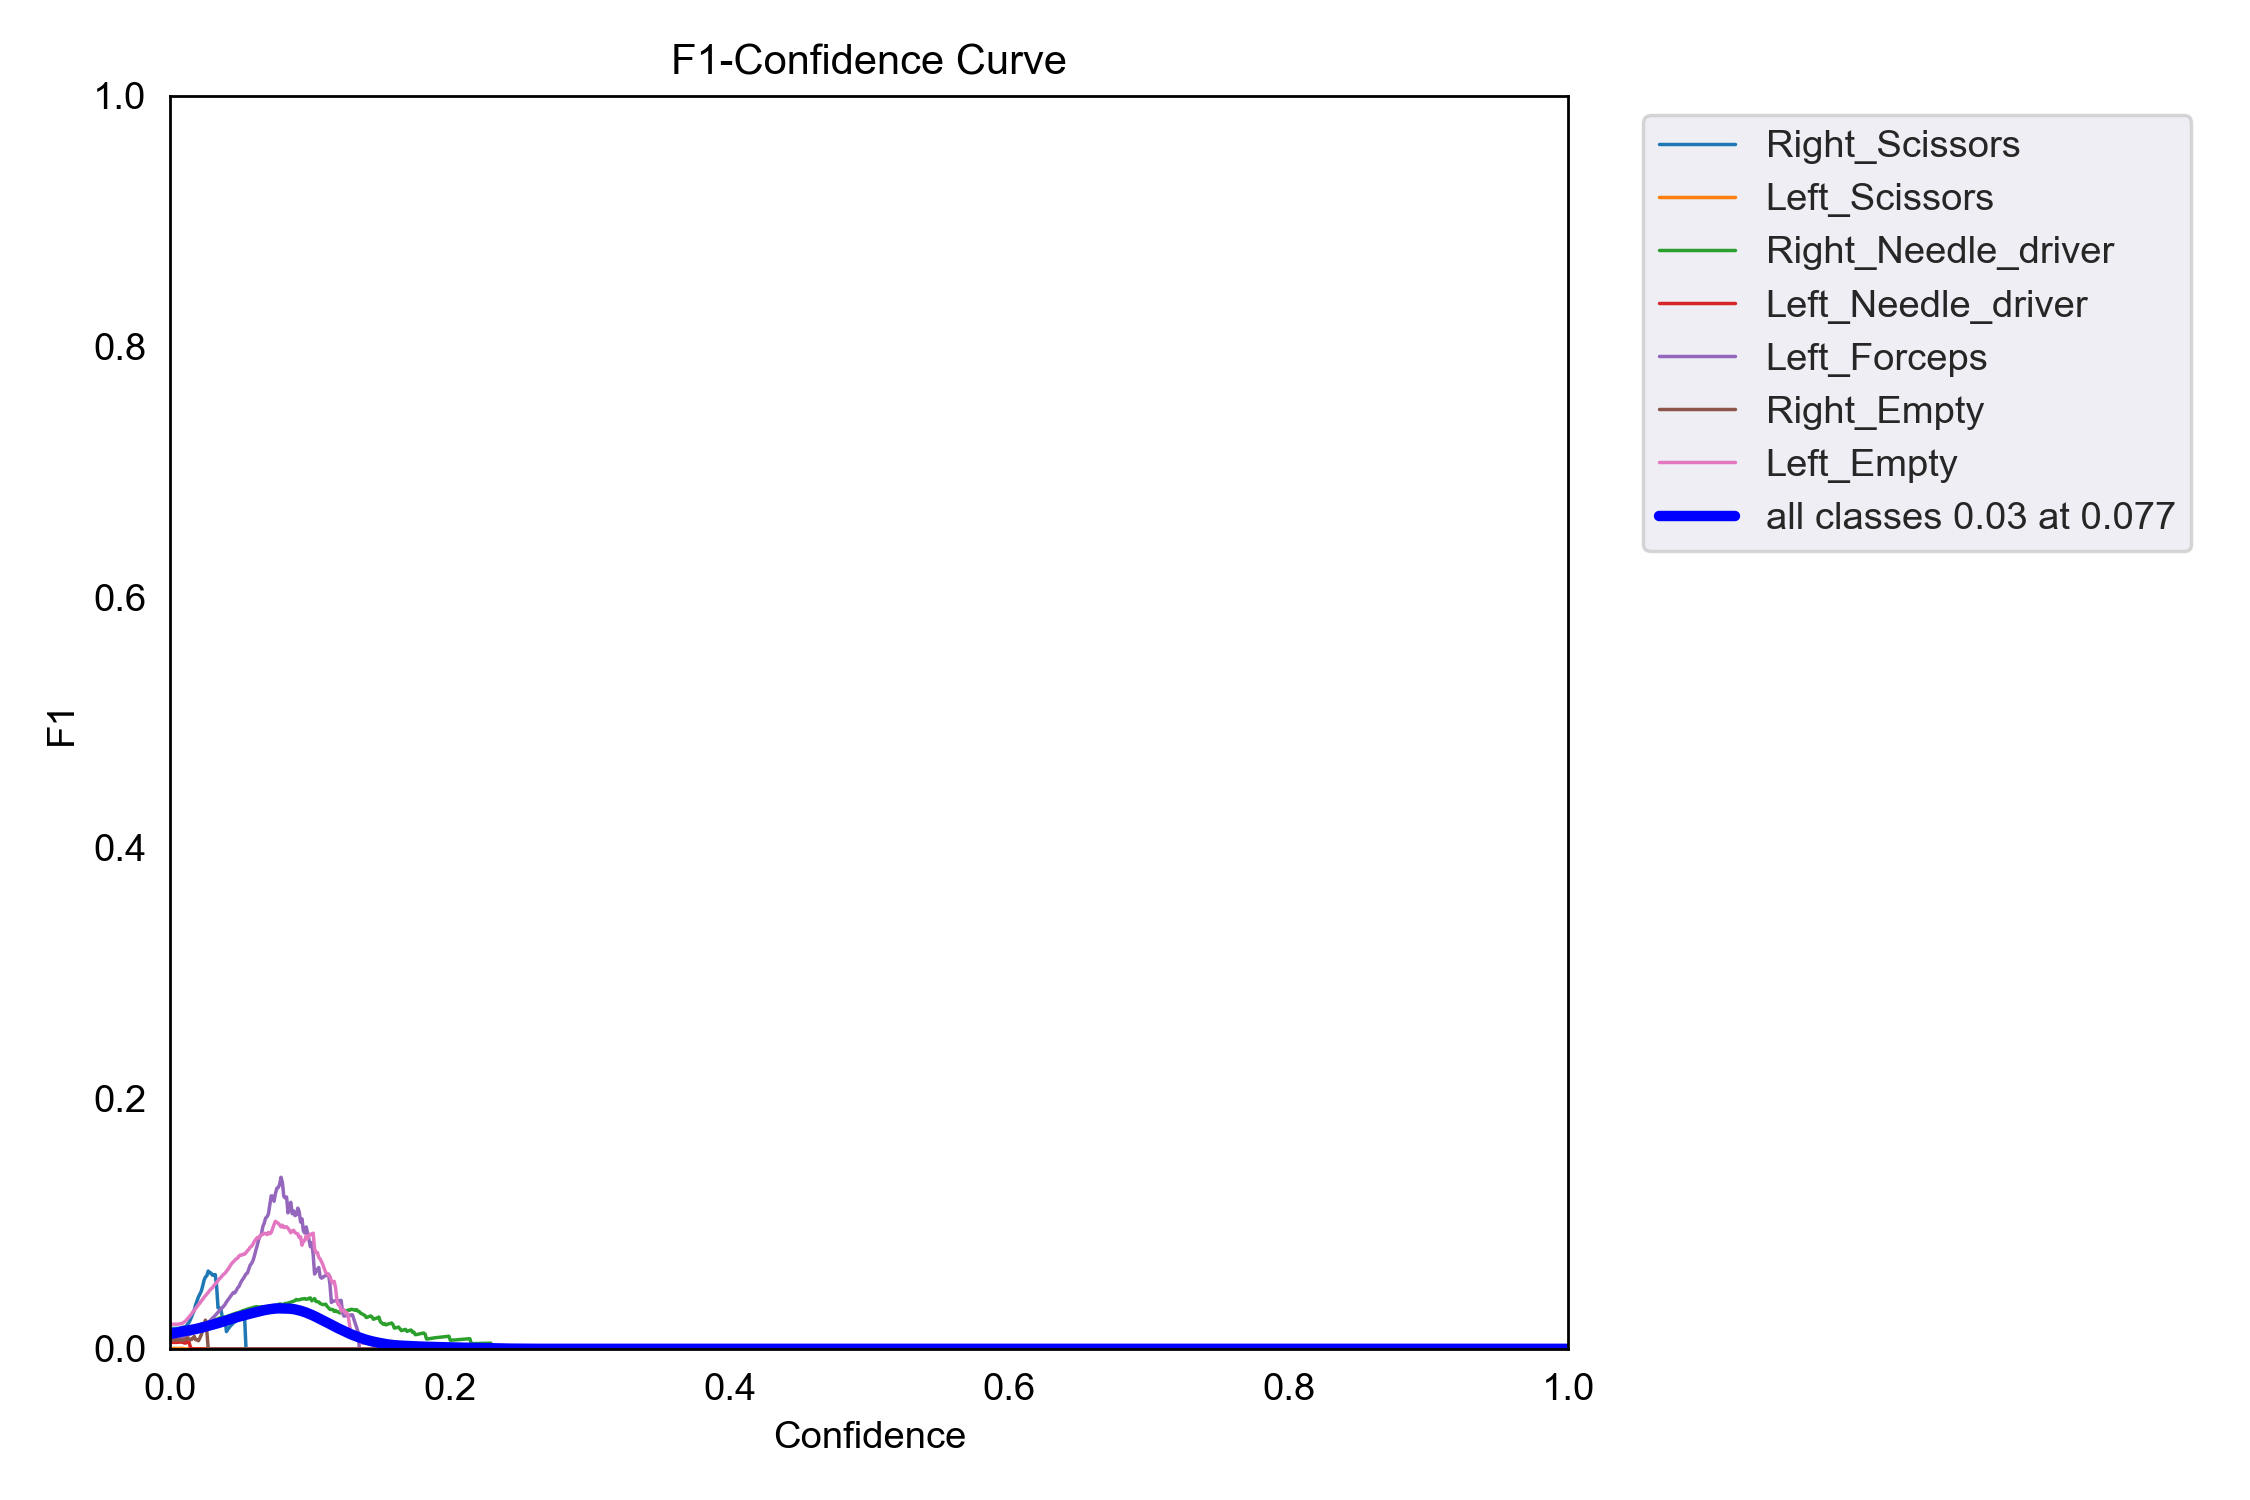 F1-Confidence Curve
1.0
0.8
0.6
0.4
0.2
0.0
F1
0.0 0.2 0.4 0.6 0.8 1.0
Confidence
Right_Scissors
Left_Scissors
Right_Needle_driver
Left_Needle_driver
Left_Forceps
Right_Empty
Left_Empty
all classes 0.03 at 0.077